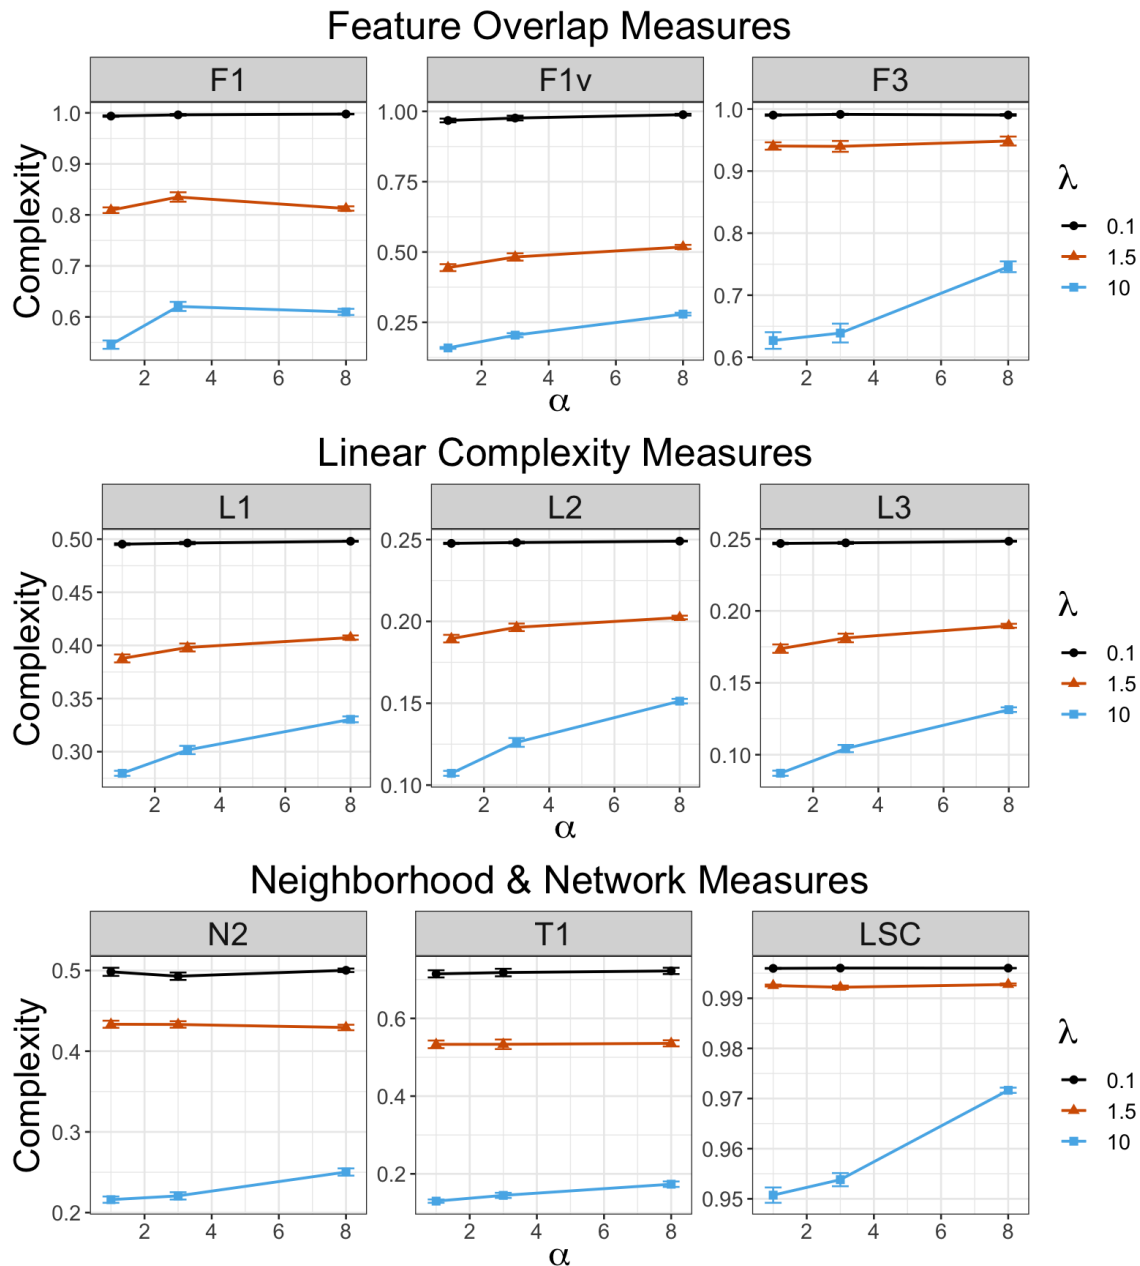 Feature Overlap Measures
F1 F1v F3
Complexity
1.0 0.9 0.8 0.7 0.6
1.00 0.75 0.50 0.25
1.0 0.9 0.8 0.7 0.6
2 4 6 8 2 4 6 8 2 4 6 8
α
λ
0.1
1.5
10
Linear Complexity Measures
L1 L2 L3
Complexity
0.50 0.45 0.40 0.35 0.30
0.25 0.20 0.15 0.10
0.25 0.20 0.15 0.10
2 4 6 8 2 4 6 8 2 4 6 8
α
λ
0.1
1.5
10
Neighborhood & Network Measures
N2 T1 LSC
Complexity
0.5 0.4 0.3 0.2
0.6 0.4 0.2
0.99 0.98 0.97 0.96 0.95
2 4 6 8 2 4 6 8 2 4 6 8
α
λ
0.1
1.5
10